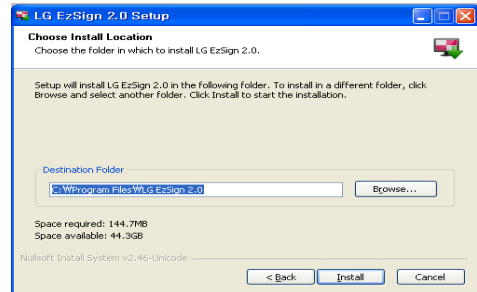 LG EzSign 2.0 Setup
Choose Install Location
Choose the folder in which to install LG EzSign 2.0.
Setup will install LG EzSign 2.0 in the following folder. To install in a different folder, click
Browse and select another folder. Click Install to start the installation.
Destination Folder
C:₩Program Files₩LG EzSign 2.0
Browse...
Space required: 144.7MB
Space available: 44.3GB
Nullsoft Install System v2.46-Unicode
< Back
Install
Cancel